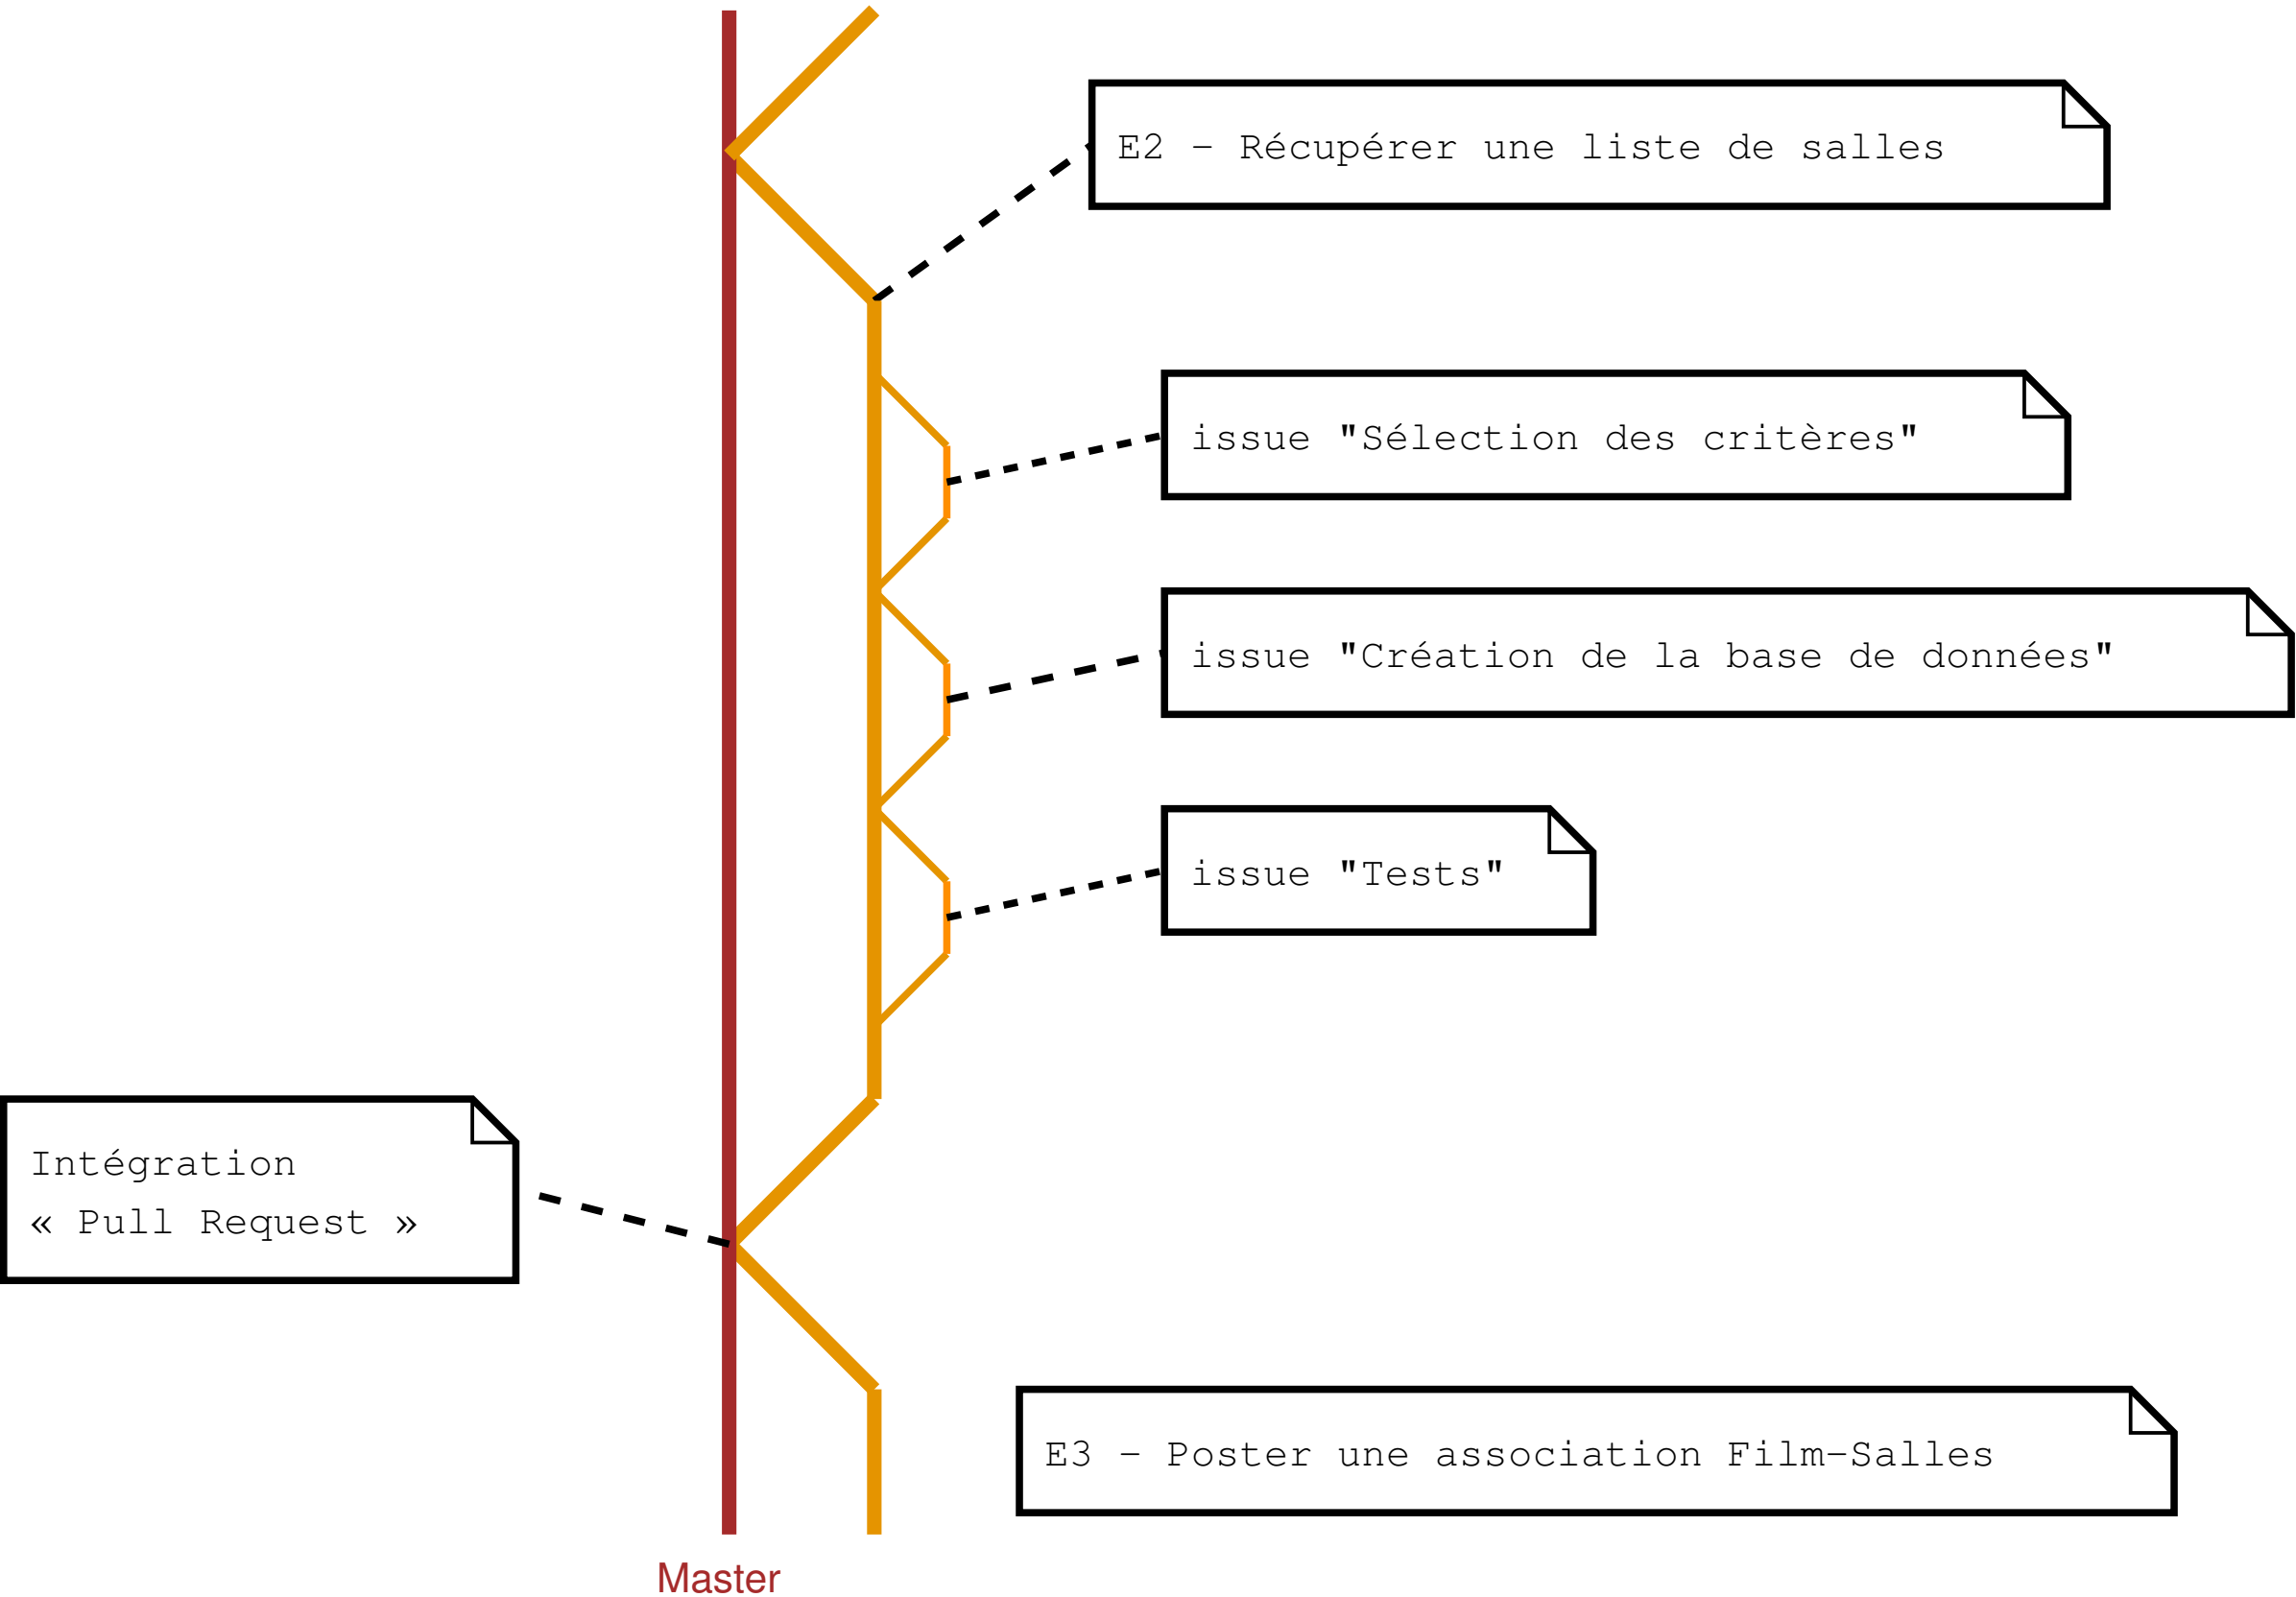 E2 - Récupérer une liste de salles
issue "Sélection des critères"
issue "Création de la base de données"
issue "Tests"
Intégration
« Pull Request »
E3 - Poster une association Film-Salles
Master